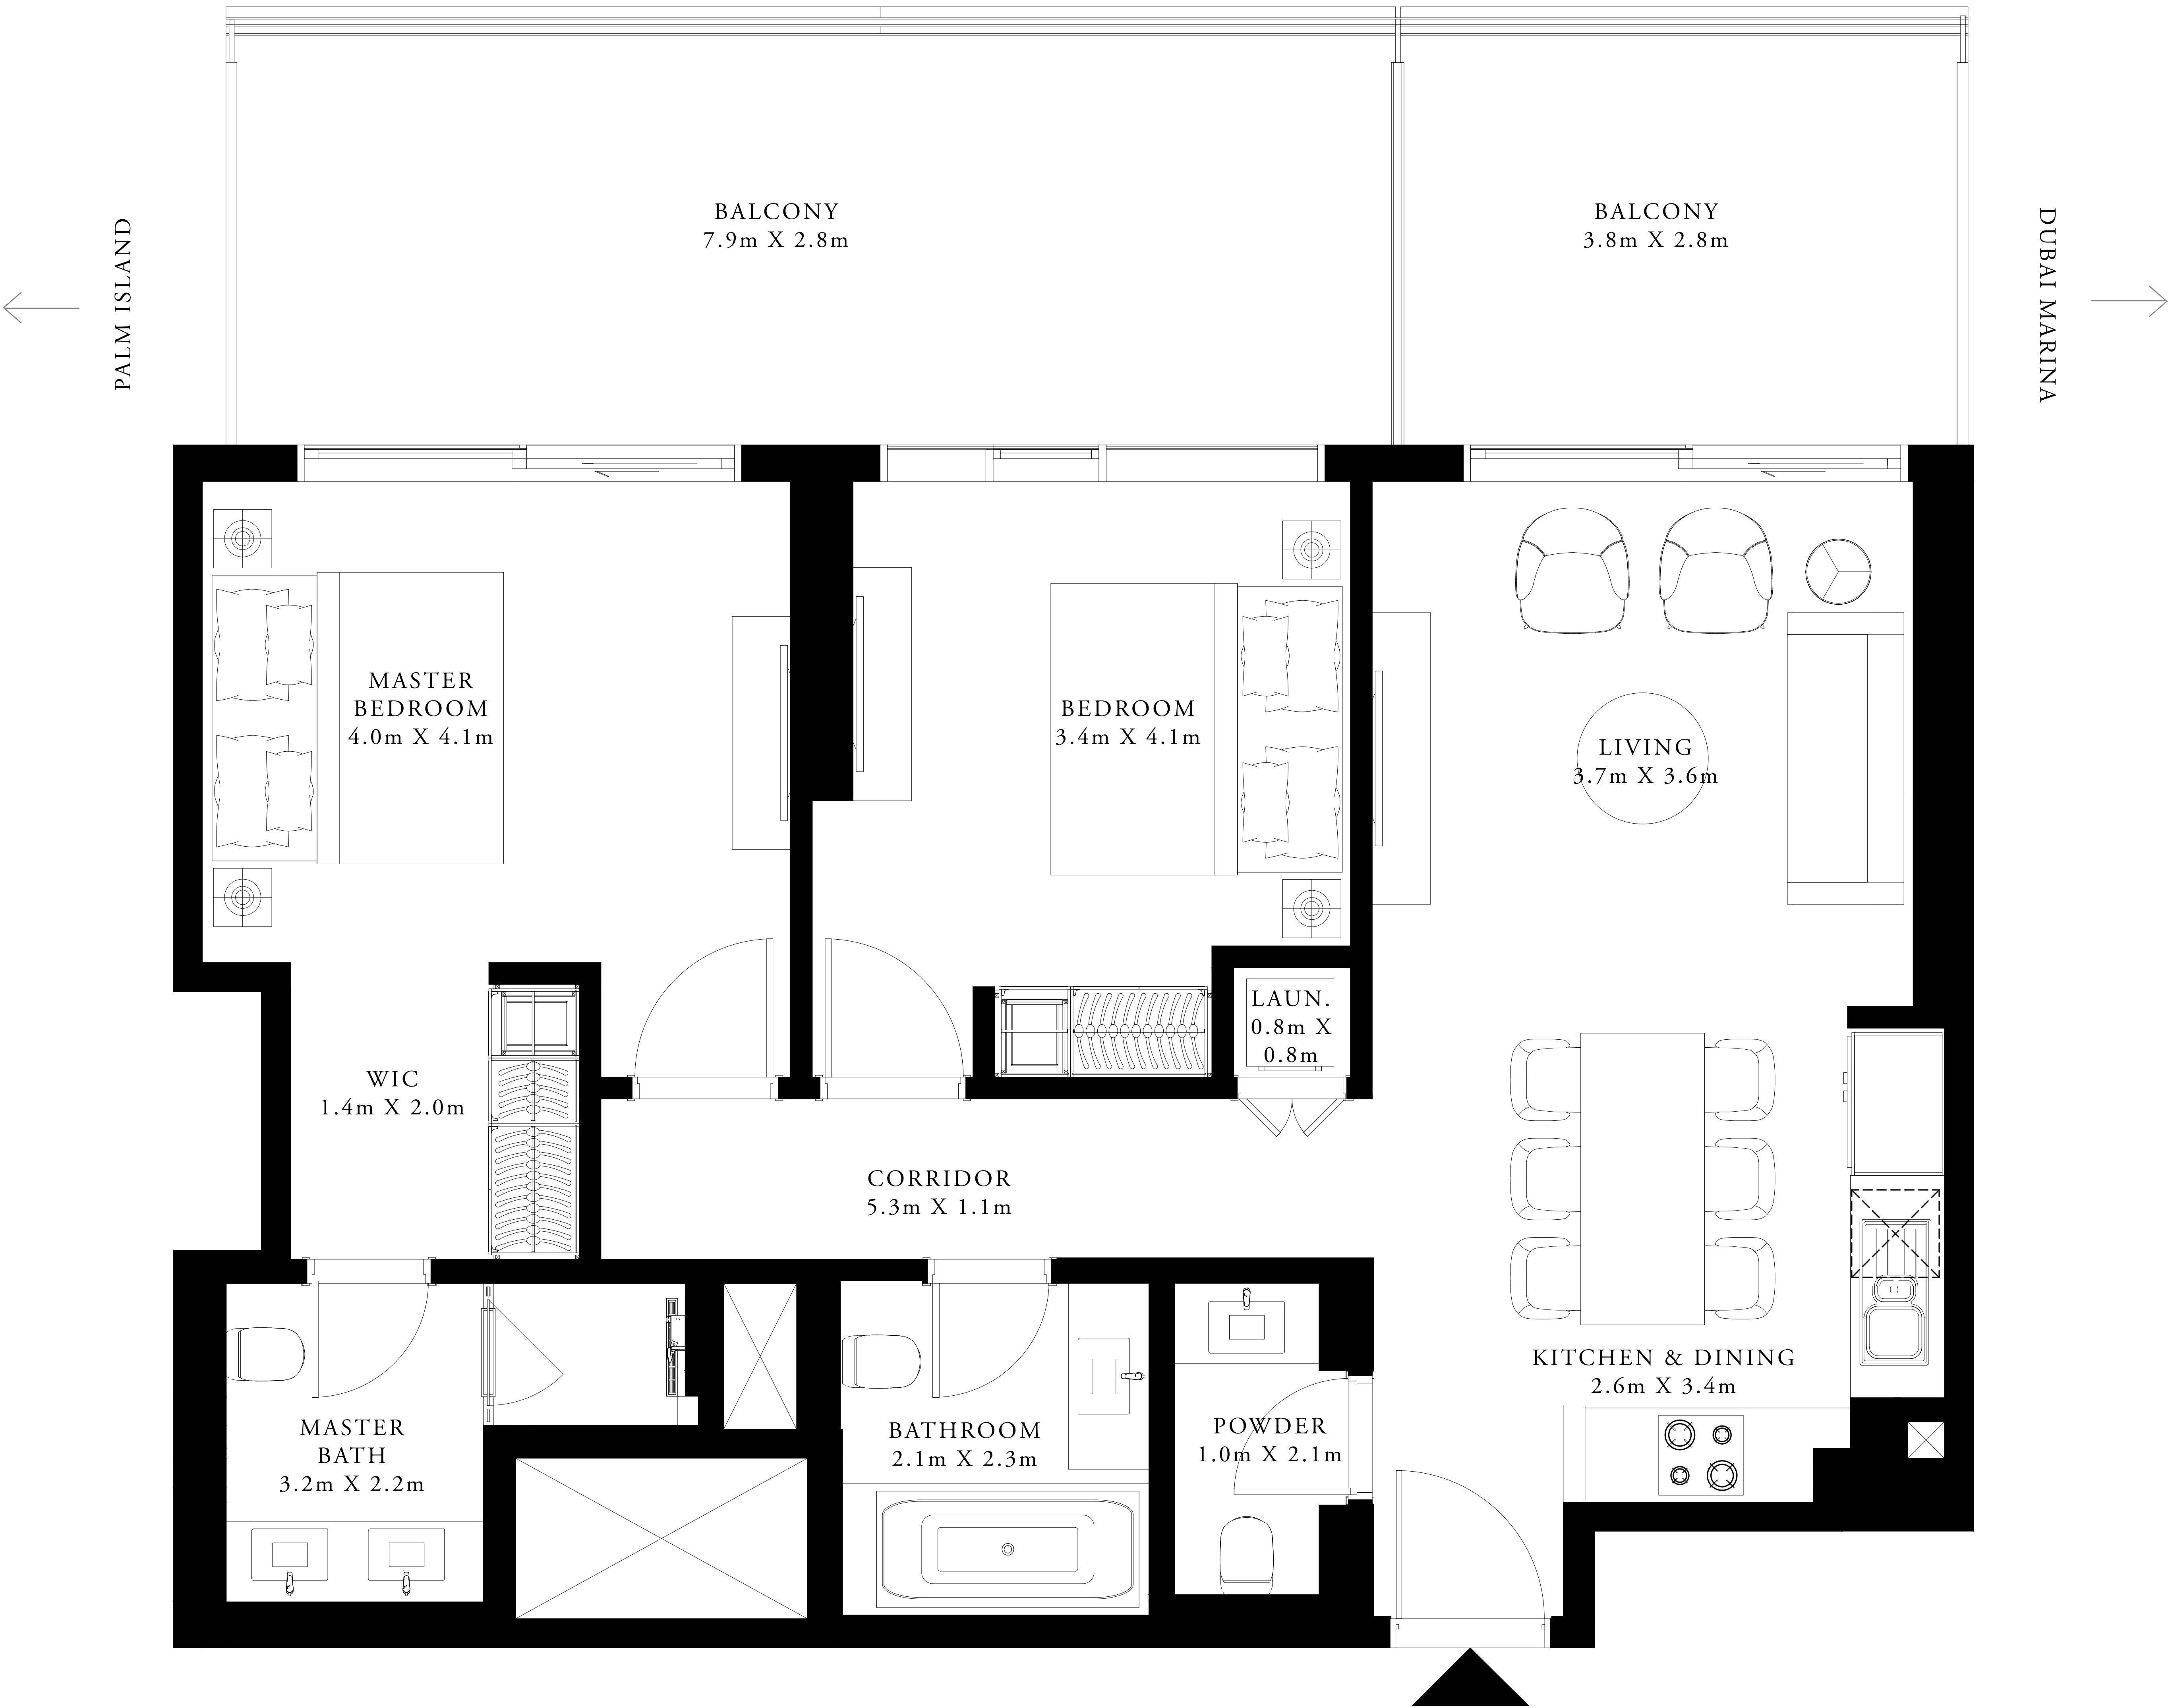 BALCONY
7.9m X 2.8m
BALCONY
3.8m X 2.8m
PALM ISLAND
DUBAI MARINA
MASTER
BEDROOM
4.0m X 4.1m
BEDROOM
3.4m X 4.1m
LIVING
3.7m X 3.6m
LAUN.
0.8m X
0.8m
WIC
1.4m X 2.0m
CORRIDOR
5.3m X 1.1m
KITCHEN & DINING
2.6m X 3.4m
MASTER
BATH
3.2m X 2.2m
BATHROOM
2.1m X 2.3m
POWDER
1.0m X 2.1m